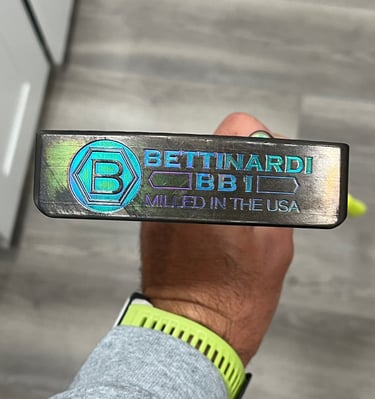 B
BETTINARDI
BB1
MILLED IN THE USA